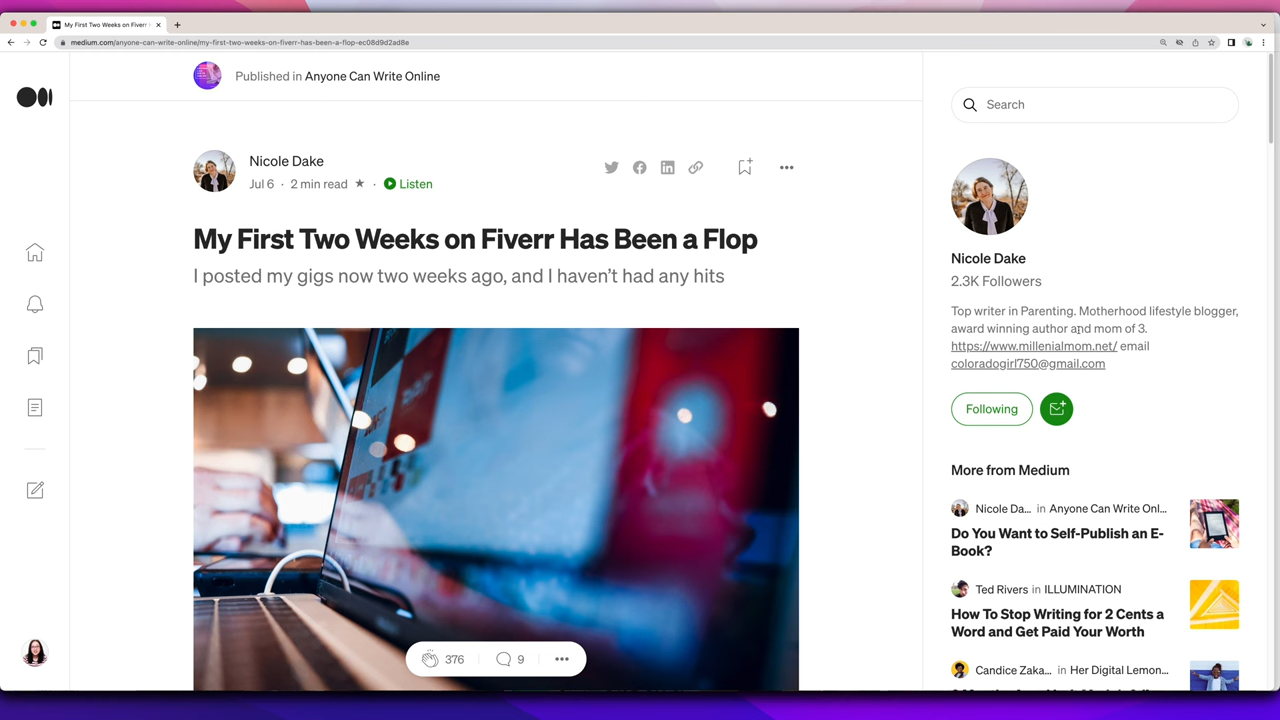 My First Two Weeks on Fiverr
medium.com/anyone-can-write-online/my-first-two-weeks-on-fiverr-has-been-a-flop-ec08d9d2ad8e
Published in Anyone Can Write Online
Nicole Dake
Jul 6 · 2 min read ★ · Listen
My First Two Weeks on Fiverr Has Been a Flop
I posted my gigs now two weeks ago, and I haven't had any hits
376
9
Search
Nicole Dake
2.3K Followers
Top writer in Parenting. Motherhood lifestyle blogger,
award winning author and mom of 3.
https://www.millenialmom.net/ email
coloradogirl750@gmail.com
Following
More from Medium
Nicole Da... in Anyone Can Write Onl...
Do You Want to Self-Publish an E-
Book?
Ted Rivers in ILLUMINATION
How To Stop Writing for 2 Cents a
Word and Get Paid Your Worth
Candice Zaka... in Her Digital Lemon...